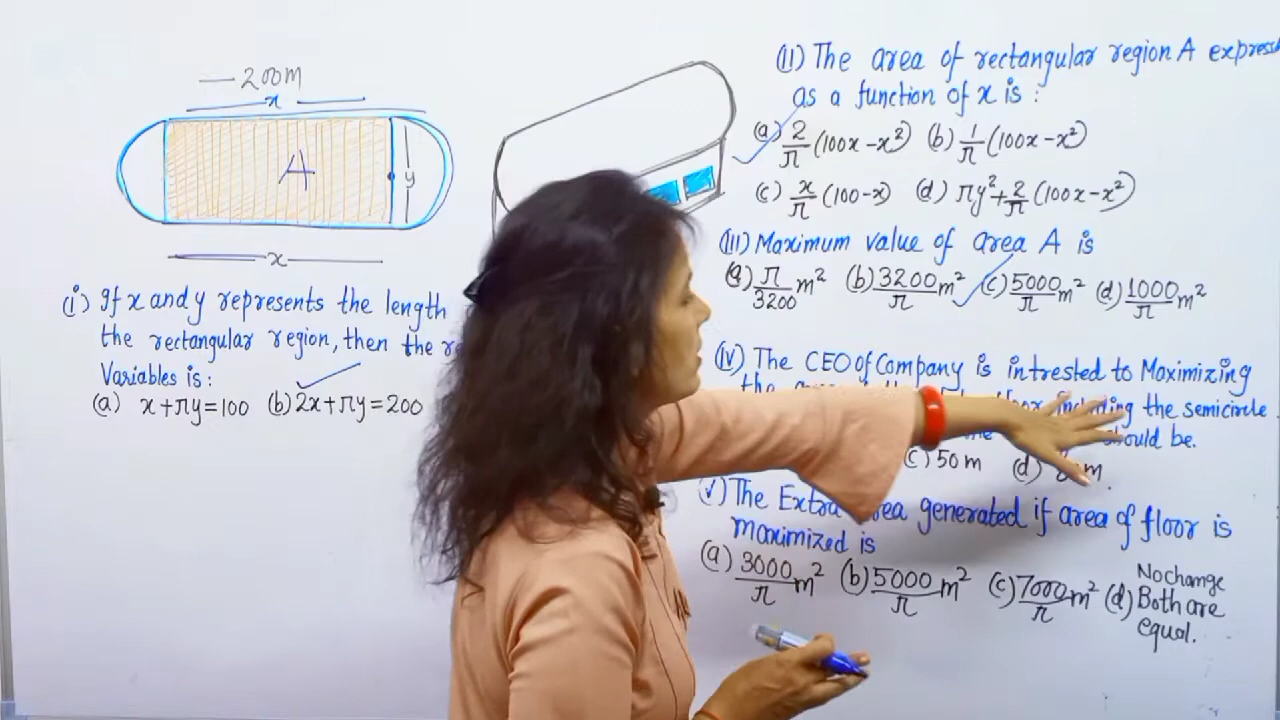 200m
x
A
y
x
(i) If x and y represents the length
the rectangular region, then the
Variables is:
(a) x+πy=100 (b) 2x+πy=200
(II) The area of rectangular region A
as a function of x is:
(a) 2/π (100x-x²) (b) 1/π (100x-x²)
(c) x/π (100-x) (d) πy²+2/π (100x-x²)
(III) Maximum value of area A is
(a) π/3200 m² (b) 3200/π m² (c) 5000/π m² (d) 1000/π m²
(IV) The CEO of Company is intrested to Maximizing
the including the semicircle
should be.
(c) 50m (d) m.
(V) The Extra area generated if area of floor is
maximized is
(a) 3000/π m² (b) 5000/π m² (c) 7000/π m² (d) No change
Both are
equal.